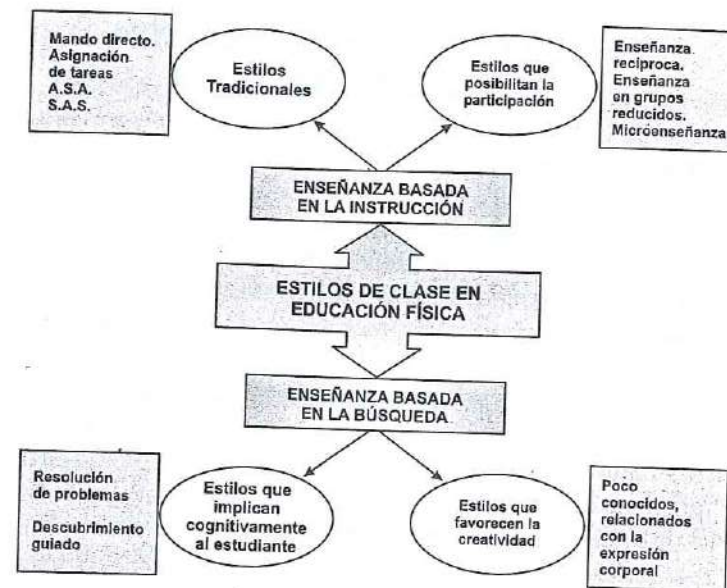 Mando directo.
Asignación
de tareas
A.S.A.
S.A.S.
Estilos
Tradicionales
Estilos que
posibilitan la
participación
Enseñanza
reciproca.
Enseñanza
en grupos
reducidos.
Microenseñanza
ENSEÑANZA BASADA
EN LA INSTRUCCIÓN
ESTILOS DE CLASE EN
EDUCACIÓN FÍSICA
ENSEÑANZA BASADA
EN LA BÚSQUEDA
Resolución
de problemas
Descubrimiento
guiado
Estilos que
implican
cognitivamente
al estudiante
Estilos que
favorecen la
creatividad
Poco
conocidos,
relacionados
con la
expresión
corporal